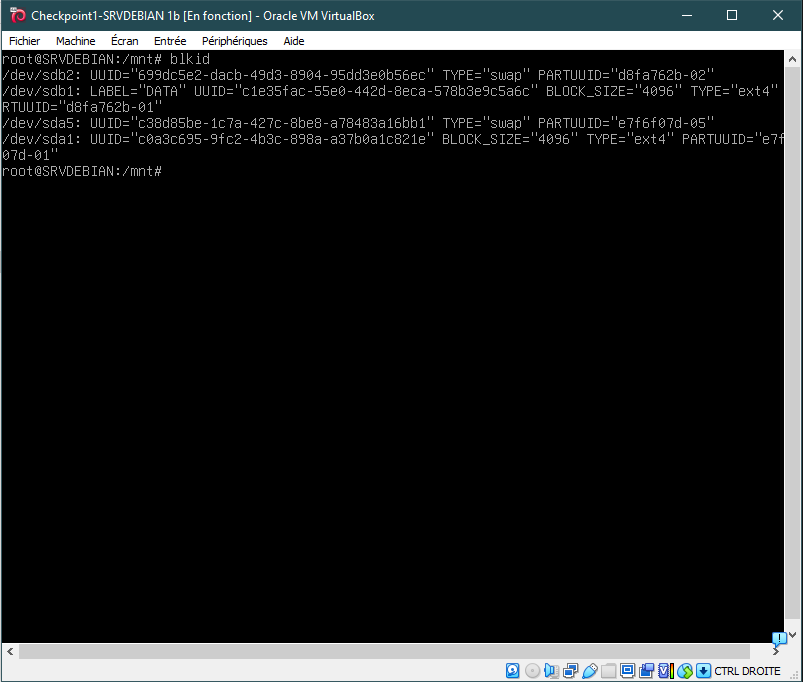 Checkpoint1-SRVDEBIAN 1b [En fonction] - Oracle VM VirtualBox
Fichier Machine Écran Entrée Périphériques Aide
root@SRVDEBIAN:/mnt# blkid
/dev/sdb2: UUID="699dc5e2-dacb-49d3-8904-95dd3e0b56ec" TYPE="swap" PARTUUID="d8fa762b-02"
/dev/sdb1: LABEL="DATA" UUID="c1e35fac-55e0-442d-8eca-578b3e9c5a6c" BLOCK_SIZE="4096" TYPE="ext4"
RTUUID="d8fa762b-01"
/dev/sda5: UUID="c38d85be-1c7a-427c-8be8-a78483a16bb1" TYPE="swap" PARTUUID="e7f6f07d-05"
/dev/sda1: UUID="c0a3c695-9fc2-4b3c-898a-a37b0a1c821e" BLOCK_SIZE="4096" TYPE="ext4" PARTUUID="e7f
07d-01"
root@SRVDEBIAN:/mnt#
CTRL DROITE